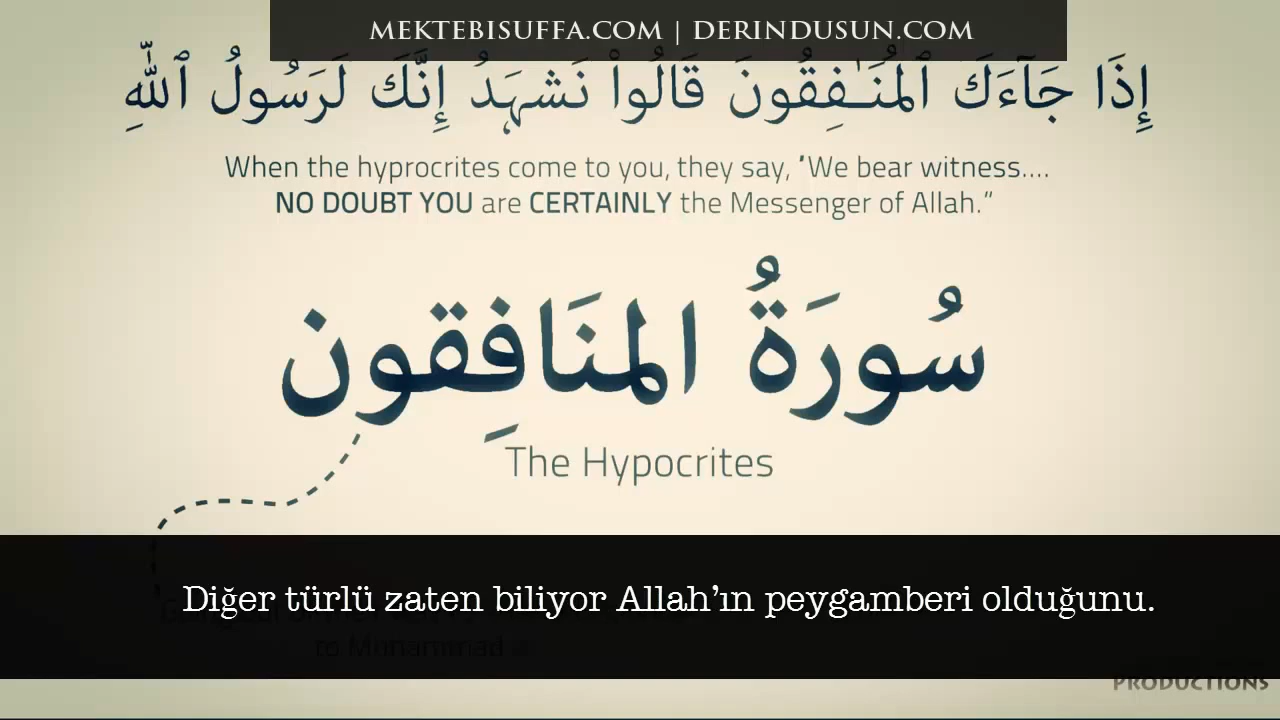 MEKTEBISUFFA.COM | DERINDUSUN.COM
إِذَا جَآءَكَ ٱلْمُنَـٰفِقُونَ قَالُوا۟ نَشْهَدُ إِنَّكَ لَرَسُولُ ٱللَّهِ
When the hyprocrites come to you, they say, 'We bear witness....
NO DOUBT YOU are CERTAINLY the Messenger of Allah."
سُورَةُ المنَافِقون
The Hypocrites
Diğer türlü zaten biliyor Allah'ın peygamberi olduğunu.
to Muhammad
PRODUCTIONS